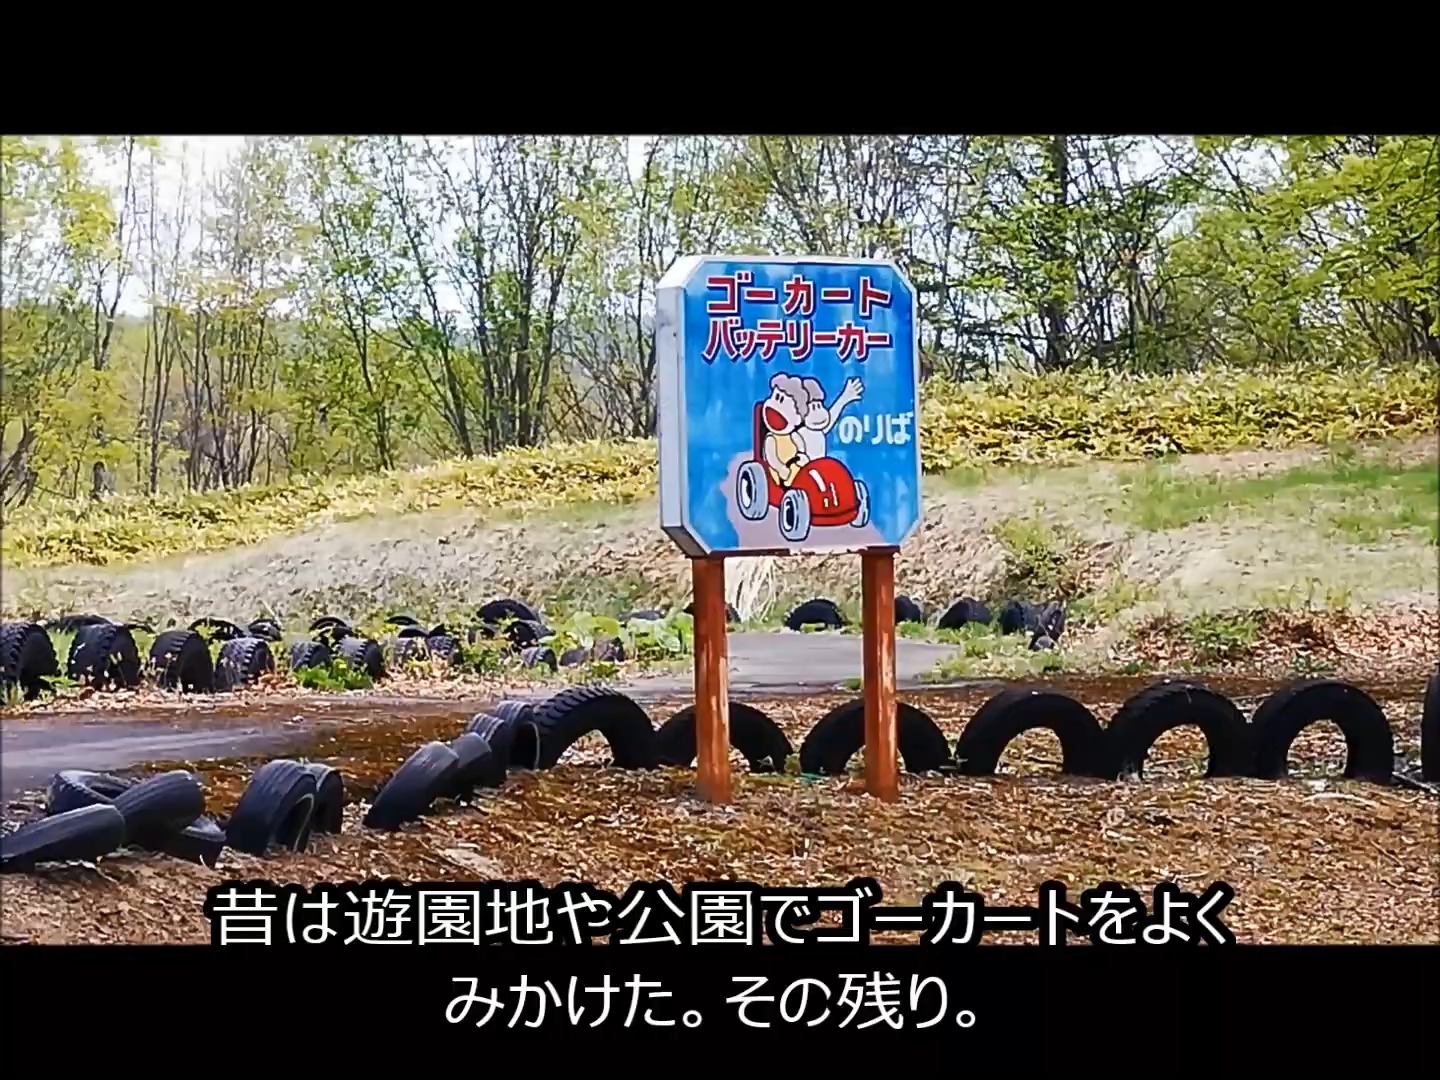 ゴーカート
バッテリーカー
のりば
昔は遊園地や公園でゴーカートをよく
みかけた。その残り。